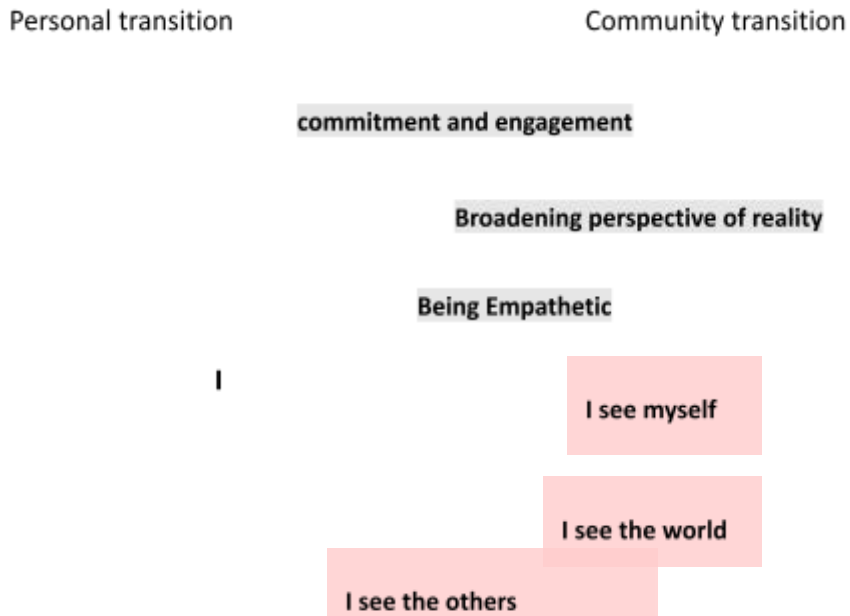 Personal transition
Community transition
commitment and engagement
Broadening perspective of reality
Being Empathetic
I
I see myself
I see the world
I see the others